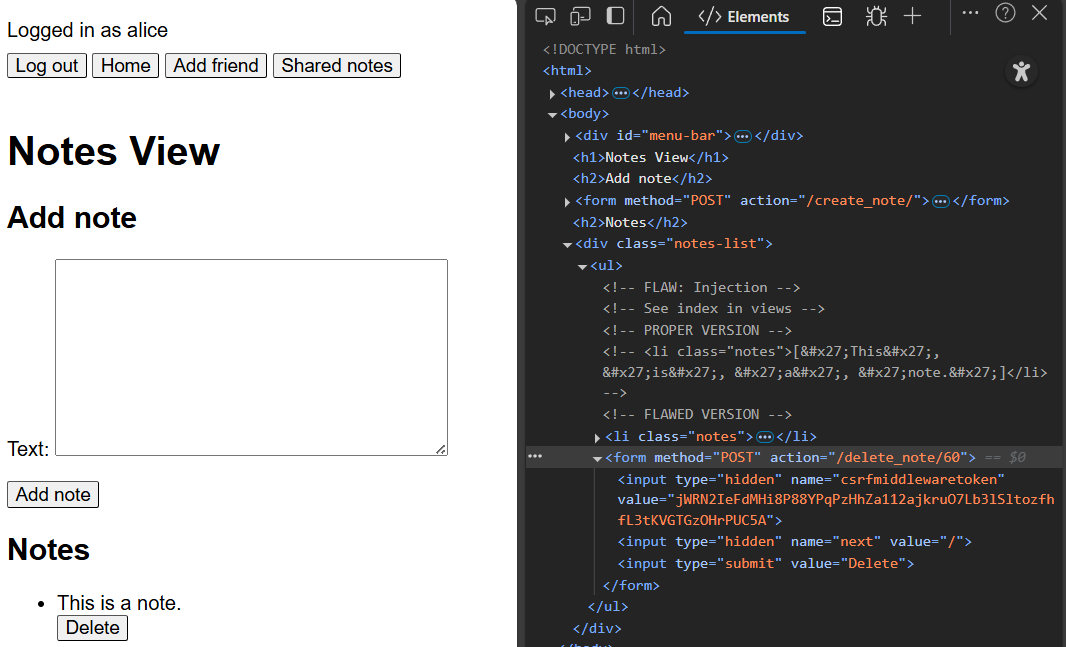 Logged in as alice
Log out Home Add friend Shared notes
Notes View
Add note
Text:
Add note
Notes
This is a note.
Delete
Elements
<!DOCTYPE html>
<html>
<head>•••</head>
<body>
<div id="menu-bar">•••</div>
<h1>Notes View</h1>
<h2>Add note</h2>
<form method="POST" action="/create_note/">•••</form>
<h2>Notes</h2>
<div class="notes-list">
<ul>
<!-- FLAW: Injection -->
<!-- See index in views -->
<!-- PROPER VERSION -->
<!-- <li class="notes">[&#x27;This&#x27;,
&#x27;is&#x27;, &#x27;a&#x27;, &#x27;note.&#x27;]</li>
-->
<!-- FLAWED VERSION -->
<li class="notes">•••</li>
<form method="POST" action="/delete_note/60"> == $0
<input type="hidden" name="csrfmiddlewaretoken"
value="jWRN2IeFdMHi8P88YPqPzHhZa112ajkruO7Lb3lSltozfh
fL3tKVGTGzOHrPUC5A">
<input type="hidden" name="next" value="/">
<input type="submit" value="Delete">
</form>
</ul>
</div>